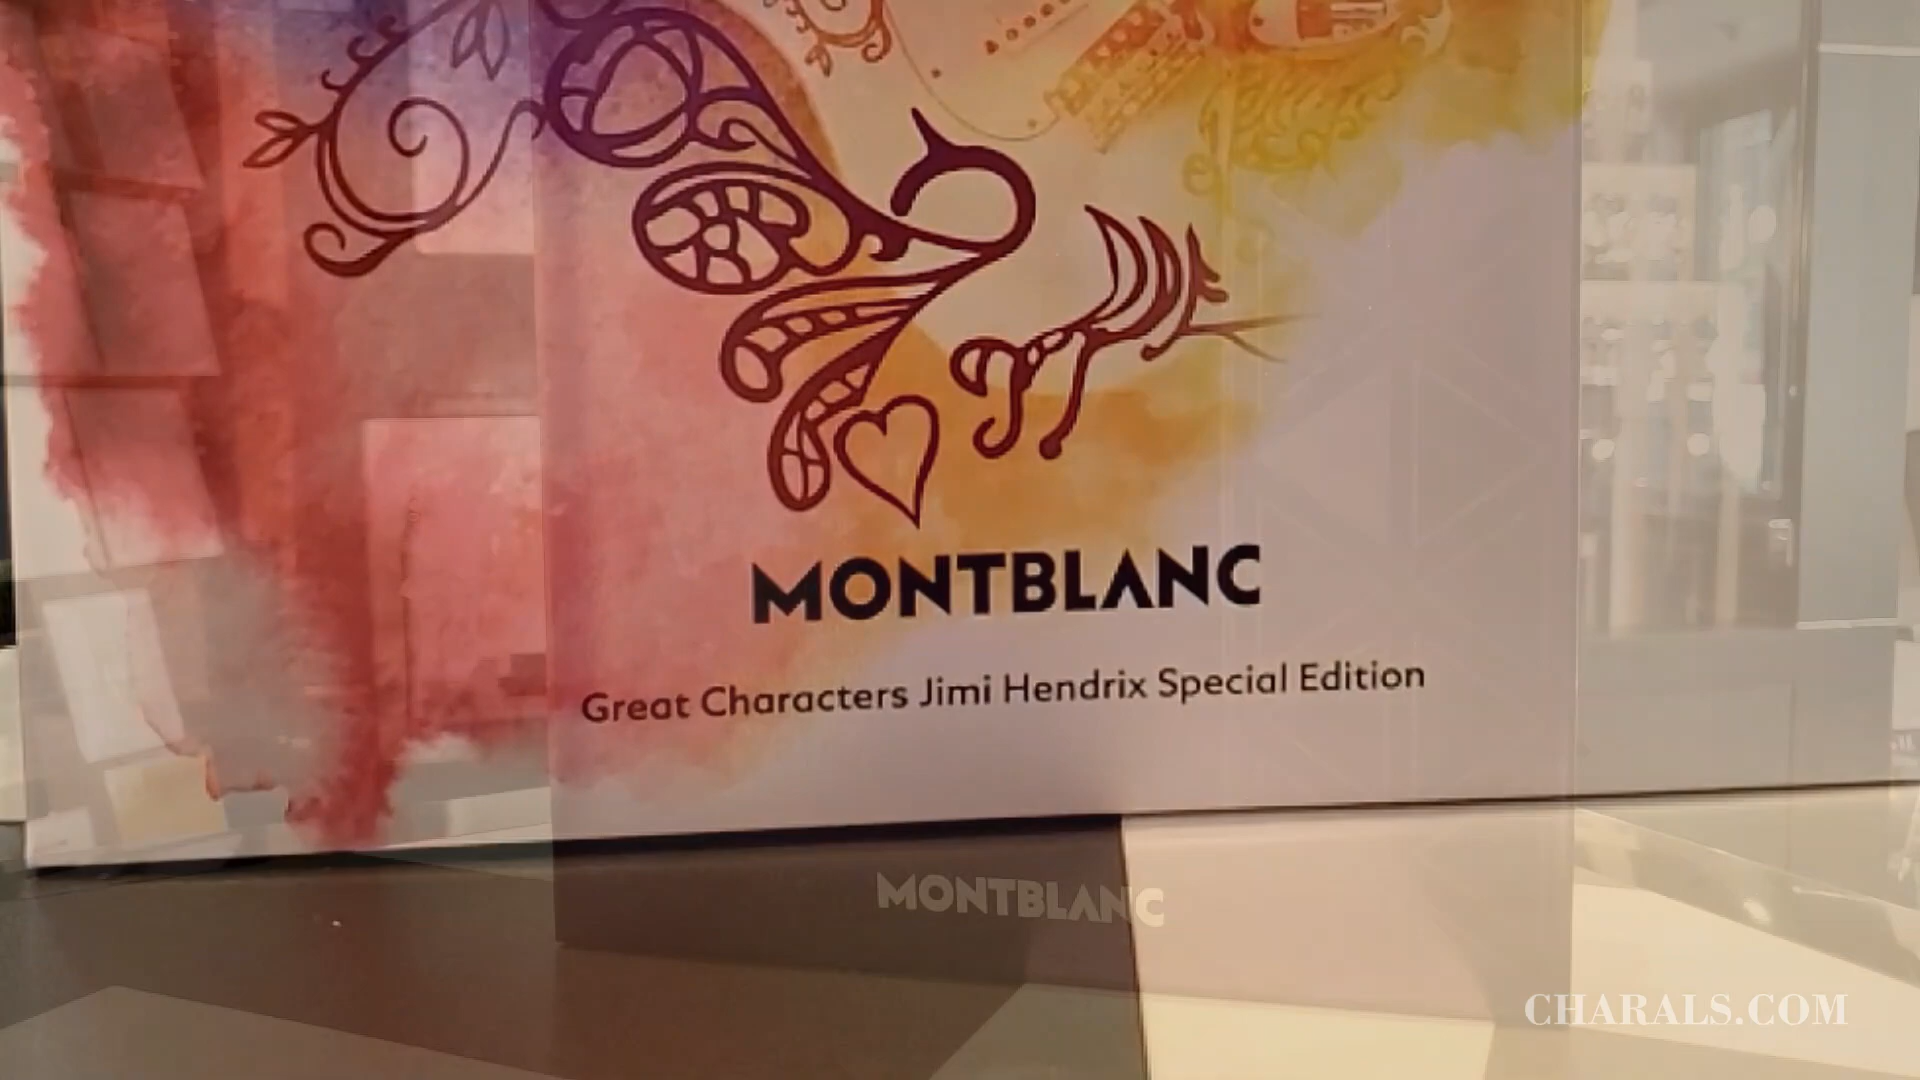 MONTBLANC
Great Characters Jimi Hendrix Special Edition
MONTBLANC
CHARALS.COM